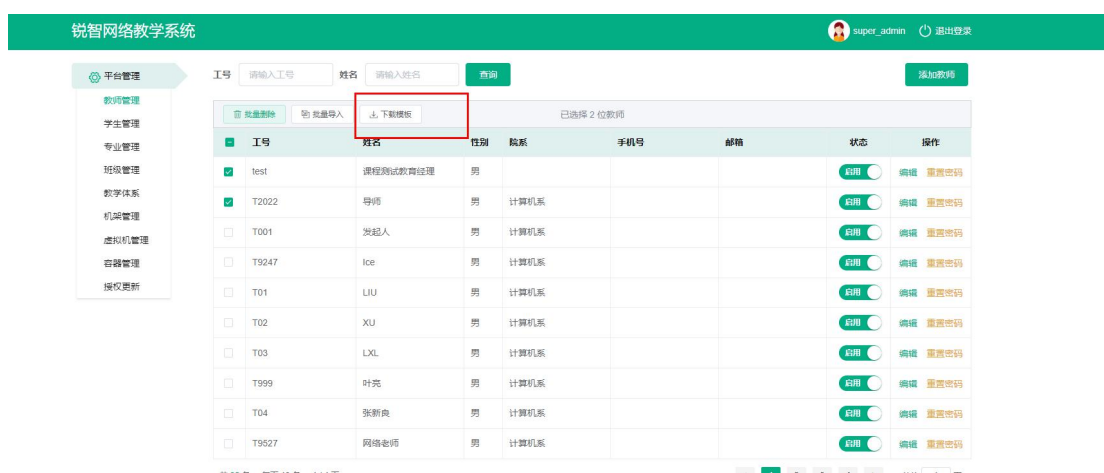 锐智网络教学系统 super_admin 退出登录
平台管理
教师管理
学生管理
专业管理
班级管理
教学体系
机架管理
虚拟机管理
容器管理
授权更新
工号 请输入工号 姓名 请输入姓名 查询 添加教师
批量删除 批量导入 下载模板 已选择 2 位教师
工号 姓名 性别 院系 手机号 邮箱 状态 操作
test 课程测试教育经理 男 启用 编辑 重置密码
T2022 导师 男 计算机系 启用 编辑 重置密码
T001 发起人 男 计算机系 启用 编辑 重置密码
T9247 Ice 男 计算机系 启用 编辑 重置密码
T01 LIU 男 计算机系 启用 编辑 重置密码
T02 XU 男 计算机系 启用 编辑 重置密码
T03 LXL 男 计算机系 启用 编辑 重置密码
T999 叶亮 男 计算机系 启用 编辑 重置密码
T04 张新良 男 计算机系 启用 编辑 重置密码
T9527 网络老师 男 计算机系 启用 编辑 重置密码